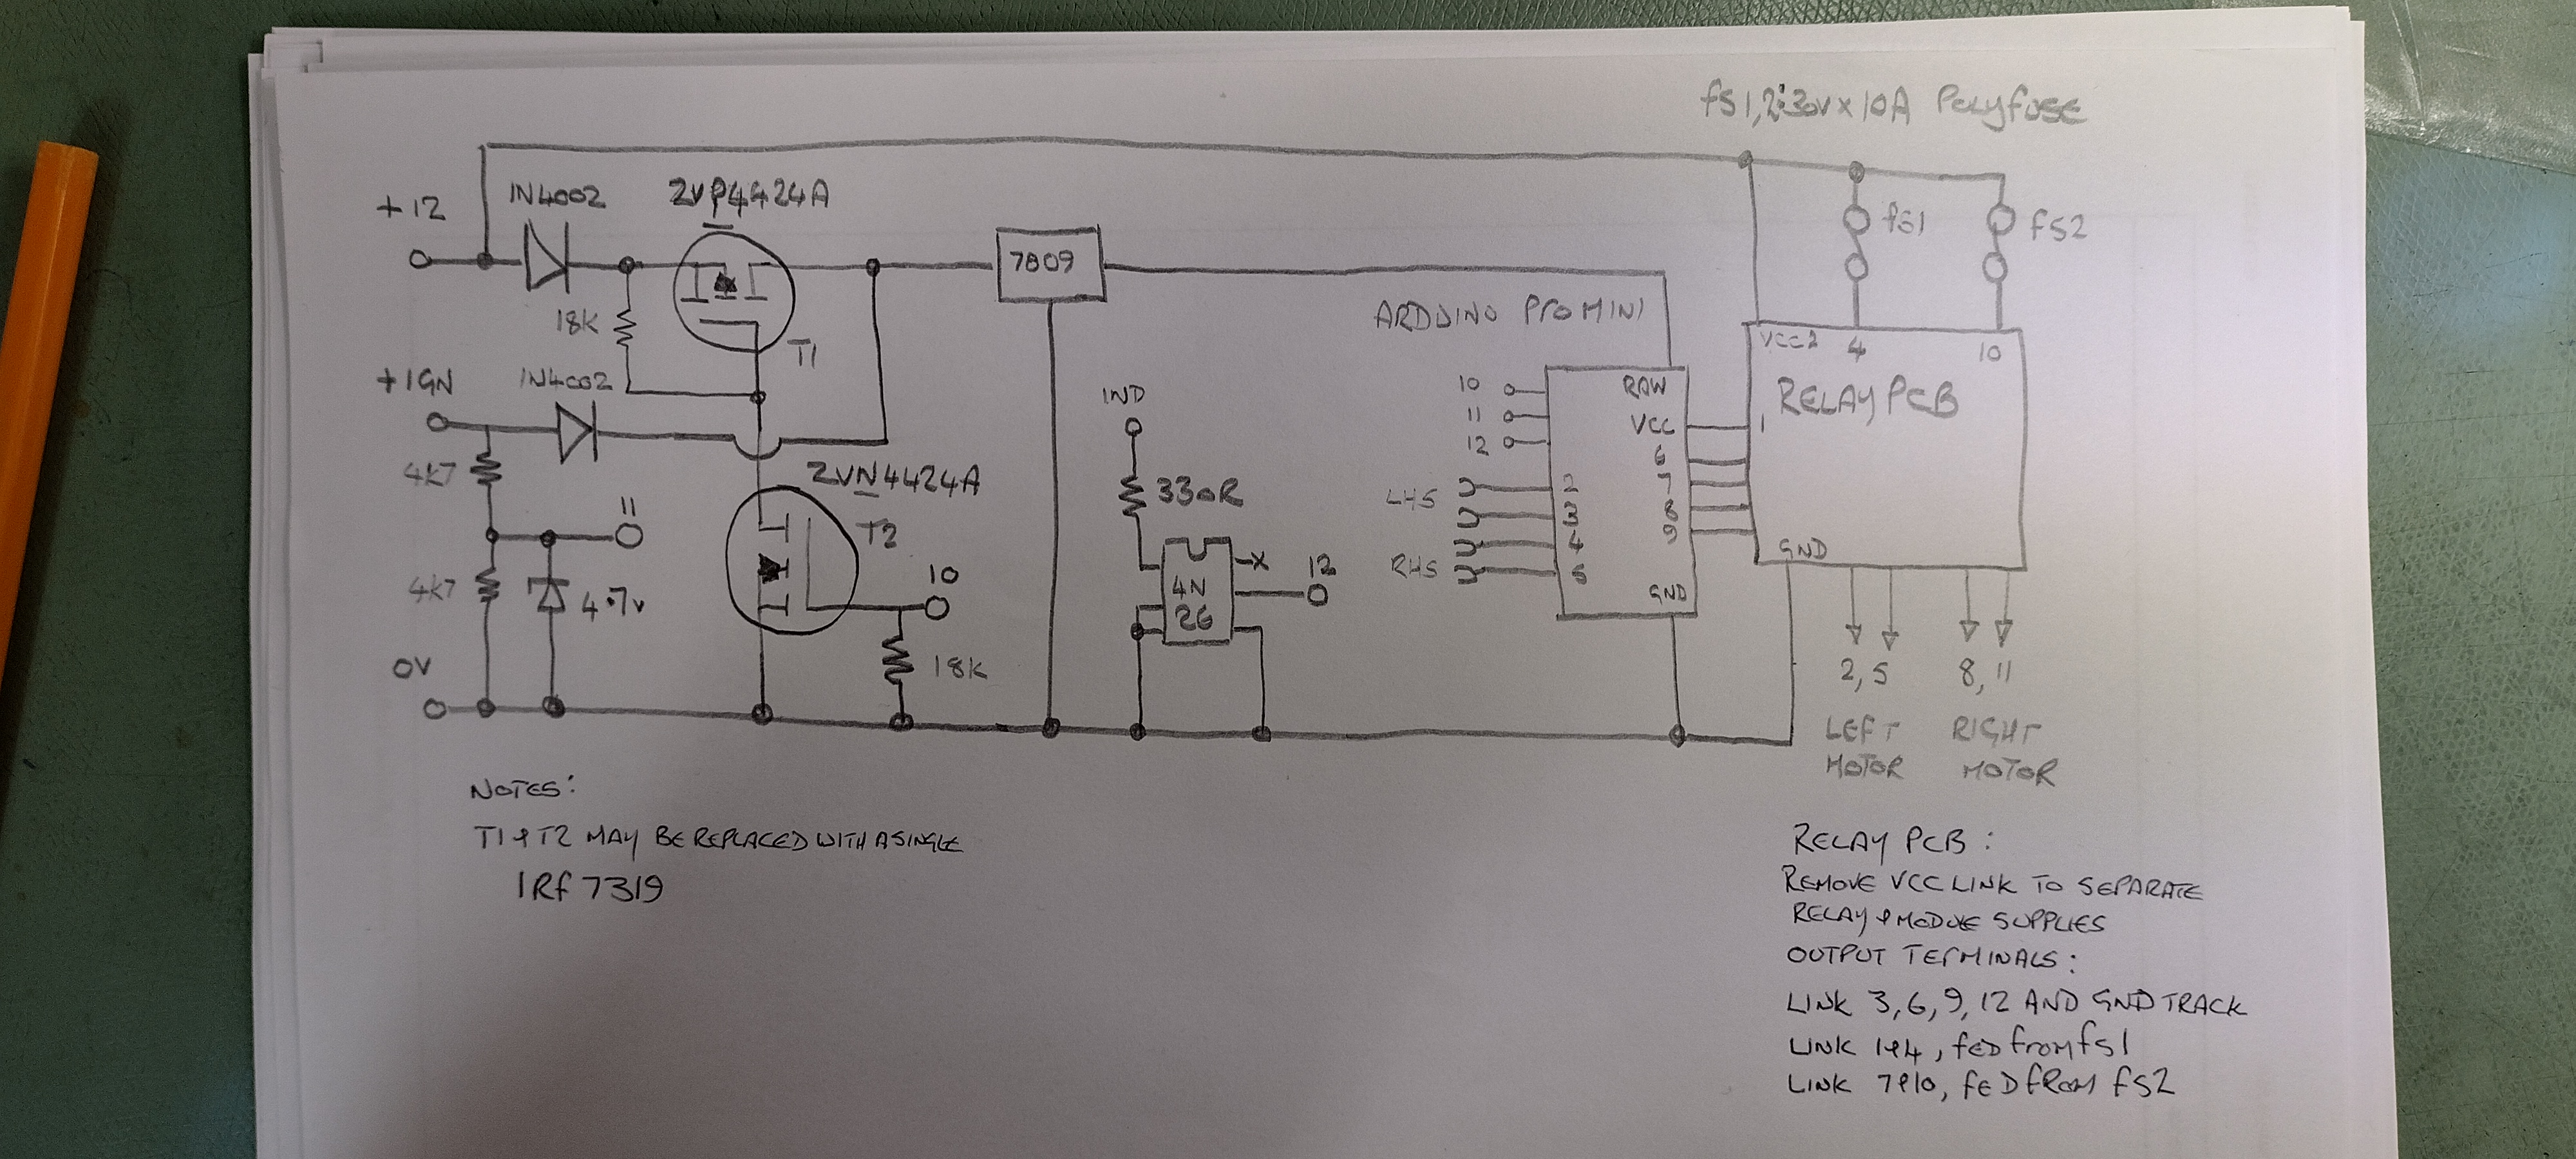 FS1,2:30V x 10A POLYFUSE
+12
1N4002
ZVP4424A
FS1
FS2
7809
18K
T1
ARDUINO PRO MINI
VCC2 4 10
+IGN
1N4002
IND
10
11
12
RAW
VCC
1
RELAY PCB
4K7
ZVN4424A
T2
330R
LHS
RHS
2
3
4
5
6
7
8
9
GND
GND
11
4K7
4.7V
10
18K
4N
26
X
12
0V
2, 5
8, 11
LEFT
MOTOR
RIGHT
MOTOR
NOTES:
T1 & T2 MAY BE REPLACED WITH A SINGLE
IRF 7319
RELAY PCB:
REMOVE VCC LINK TO SEPARATE
RELAY & MODULE SUPPLIES
OUTPUT TERMINALS:
LINK 3,6,9,12 AND GND TRACK
LINK 1&4, FED FROM FS1
LINK 7&10, FED FROM FS2